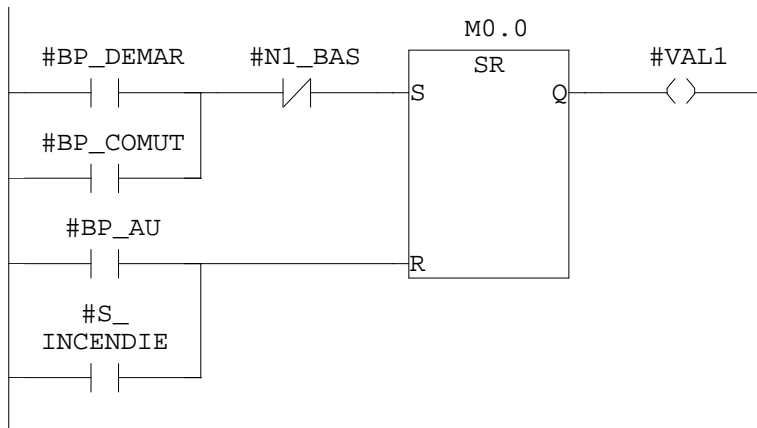 M0.0
#BP_DEMAR #N1_BAS SR #VAL1
S Q
#BP_COMUT
#BP_AU
R
#S_
INCENDIE